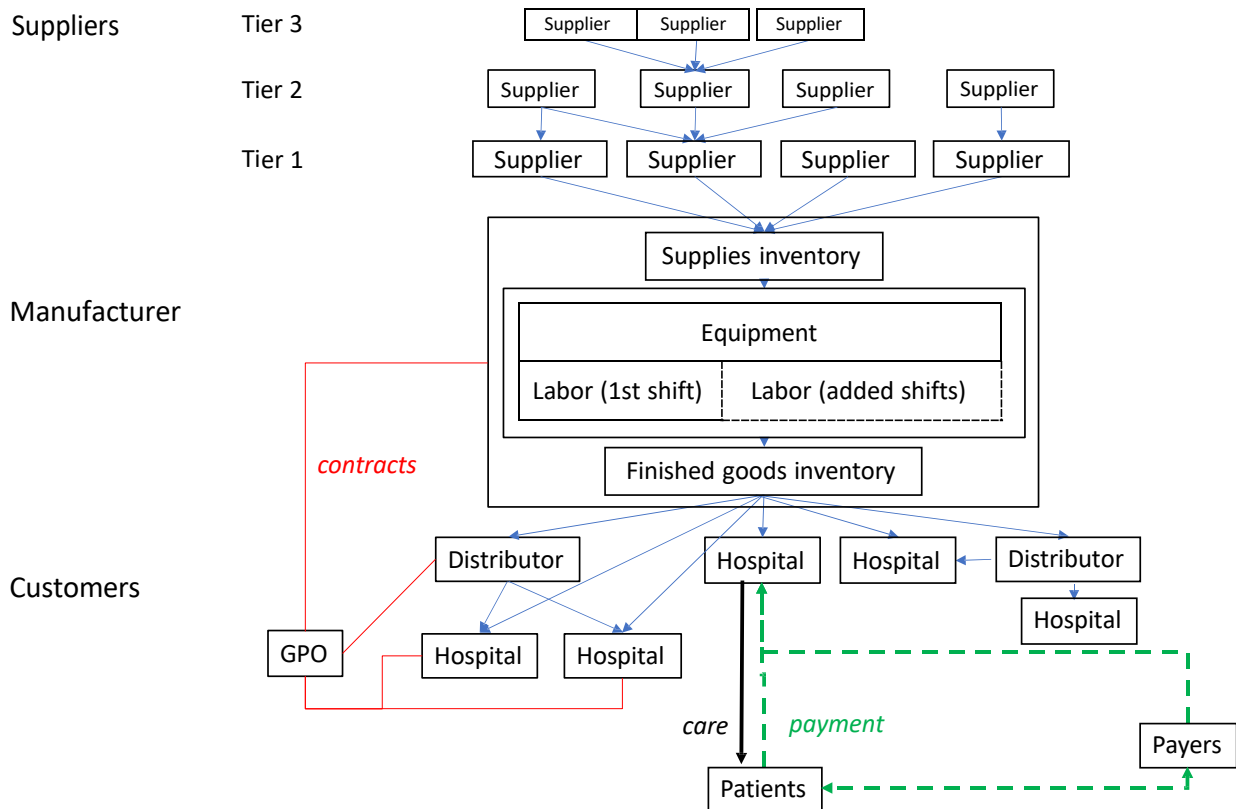 Suppliers
Tier 3
Supplier
Supplier
Supplier
Tier 2
Supplier
Supplier
Supplier
Supplier
Tier 1
Supplier
Supplier
Supplier
Supplier
Supplies inventory
Manufacturer
Equipment
Labor (1st shift)
Labor (added shifts)
contracts
Finished goods inventory
Customers
Distributor
Hospital
Hospital
Distributor
Hospital
GPO
Hospital
Hospital
care
payment
Payers
Patients